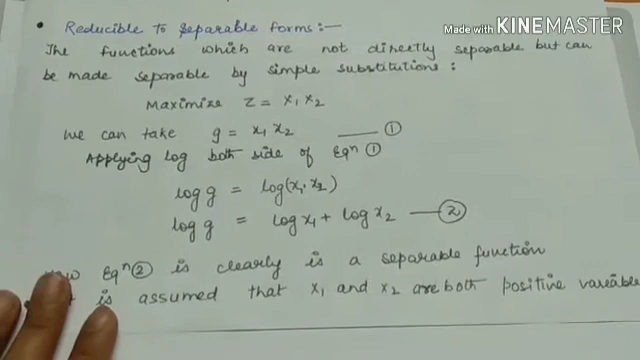 Made with KINEMASTER
• Reducible to Separable forms :—
The functions which are not directly separable but can
be made separable by simple substitutions :
Maximize Z = x₁ x₂
We can take g = x₁ x₂ —— ①
Applying log both side of Eqⁿ ①
log g = log(x₁. x₂)
log g = log x₁ + log x₂ —— ②
Eqⁿ ② is clearly is a separable function
is assumed that x₁ and x₂ are both positive variable